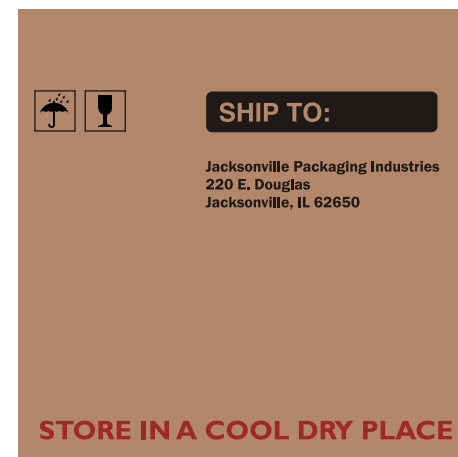 SHIP TO:
Jacksonville Packaging Industries
220 E. Douglas
Jacksonville, IL 62650
STORE IN A COOL DRY PLACE